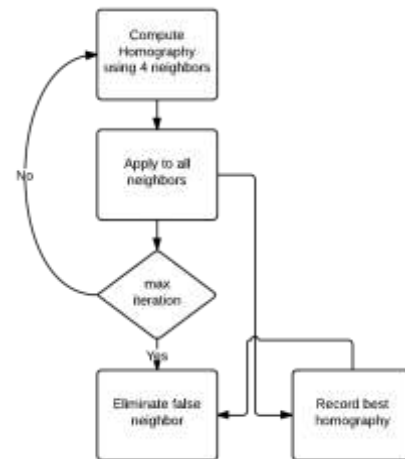 Compute
Homography
using 4 neighbors
Apply to all
neighbors
No
max
iteration
Yes
Eliminate false
neighbor
Record best
homography